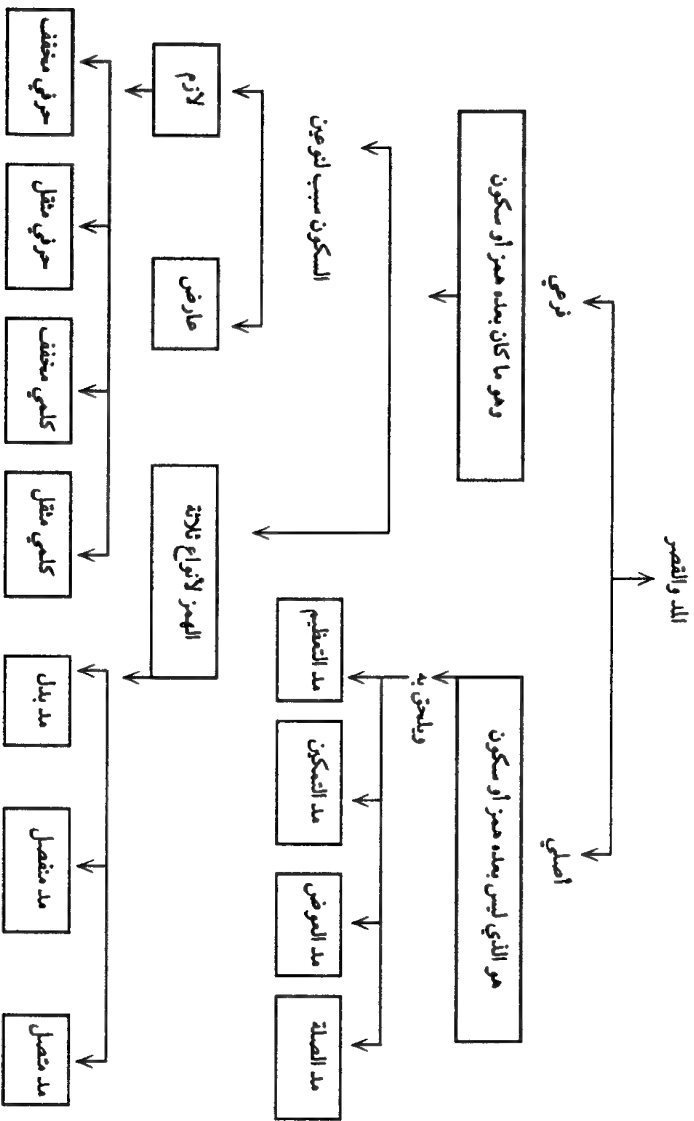 المد والقصر
أصلي
فرعي
هو الذي ليس بعده همز أو سكون
وهو ما كان بعده همز أو سكون
ويلحق به
مد الصلة
مد العوض
مد التمكين
مد التعظيم
السكون سبب لنوعين
الهمز لأنواع ثلاثة
عارض
لازم
مد متصل
مد منفصل
مد بدل
كلمي مثقل
كلمي مخفف
حرفي مثقل
حرفي مخفف